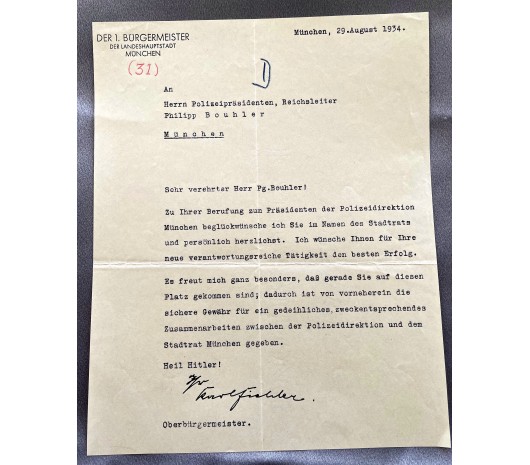 DER 1. BÜRGERMEISTER
DER LANDESHAUPTSTADT
MÜNCHEN
(31)
München, 29.August 1934.
An
Herrn Polizeipräsidenten, Reichsleiter
Philipp Bouhler
München
Sehr verehrter Herr Pg.Bouhler!
Zu Ihrer Berufung zum Präsidenten der Polizeidirektion
München beglückwünsche ich Sie im Namen des Stadtrats
und persönlich herzlichst. Ich wünsche Ihnen für Ihre
neue verantwortungsreiche Tätigkeit den besten Erfolg.
Es freut mich ganz besonders, daß gerade Sie auf diesen
Platz gekommen sind; dadurch ist von vorneherein die
sichere Gewähr für ein gedeihliches, zweckentsprechendes
Zusammenarbeiten zwischen der Polizeidirektion und dem
Stadtrat München gegeben.
Heil Hitler!
Karl Fiehler.
Oberbürgermeister.